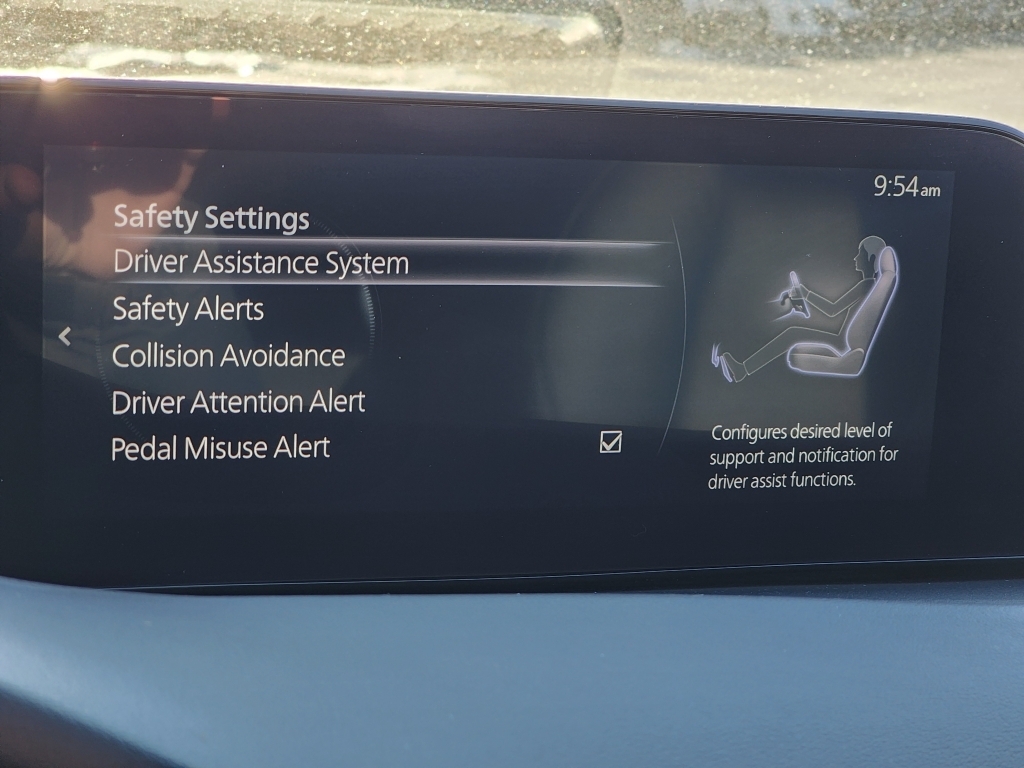 9:54am
Safety Settings
Driver Assistance System
Safety Alerts
Collision Avoidance
Driver Attention Alert
Pedal Misuse Alert
Configures desired level of
support and notification for
driver assist functions.